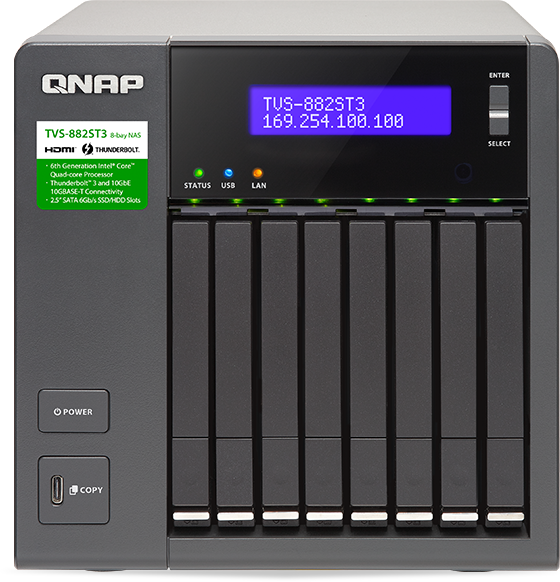 QNAP
TVS-882ST3 8-bay NAS
HDMI THUNDERBOLT.
• 6th Generation Intel® Core™
Quad-core Processor
• Thunderbolt™ 3 and 10GbE
10GBASE-T Connectivity
• 2.5" SATA 6Gb/s SSD/HDD Slots
TVS-882ST3
169.254.100.100
ENTER
SELECT
STATUS USB LAN
POWER
COPY